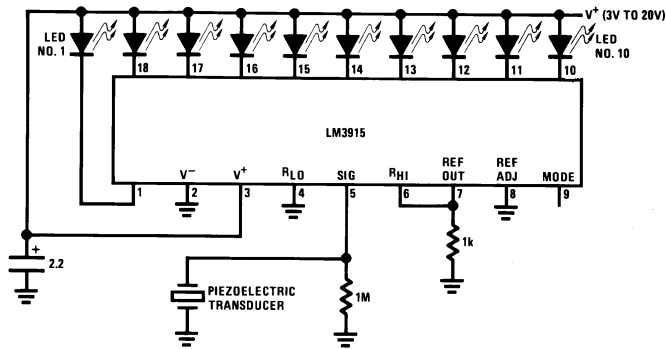 V+ (3V TO 20V)
LED
NO. 1
LED
NO. 10
18
17
16
15
14
13
12
11
10
LM3915
V−
V+
RLO
SIG
RHI
REF
OUT
REF
ADJ
MODE
1
2
3
4
5
6
7
8
9
+
2.2
PIEZOELECTRIC
TRANSDUCER
1M
1k